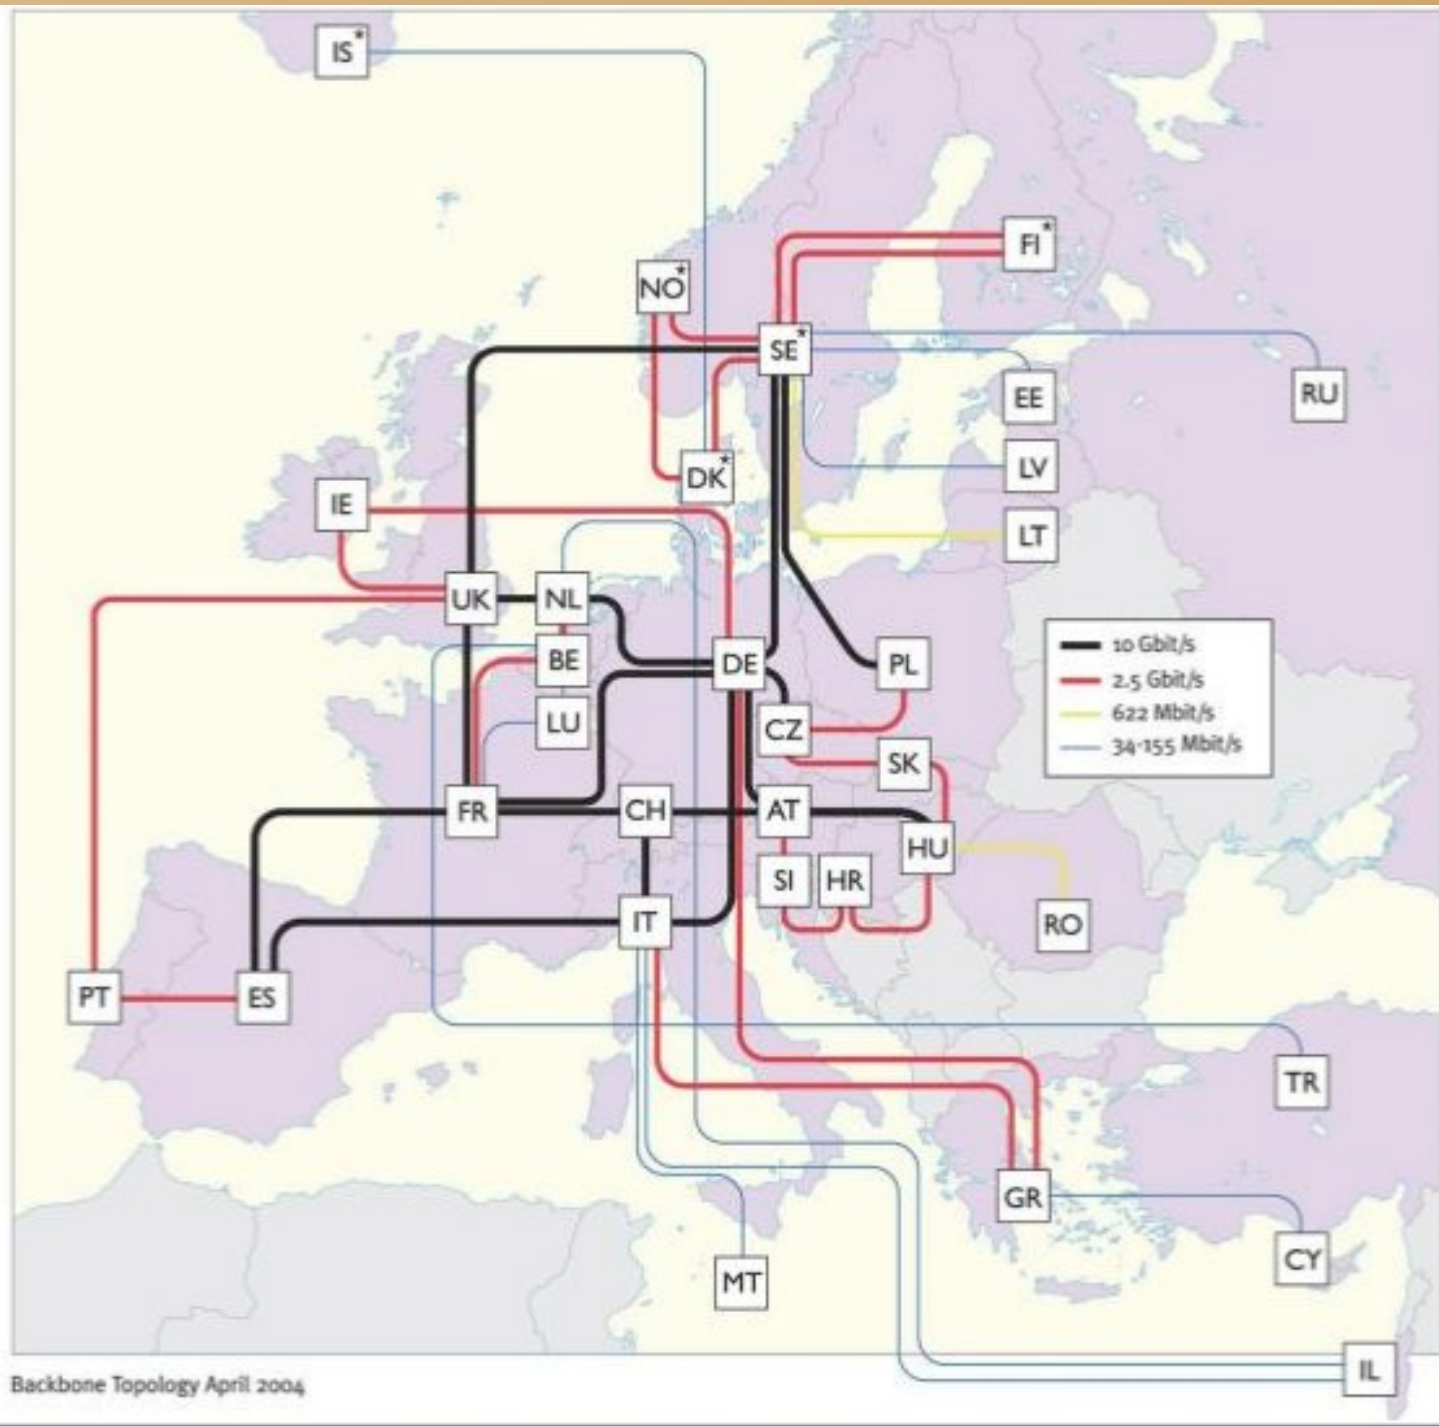 IS*
FI*
NO*
SE*
EE
RU
LV
DK*
IE
LT
UK
NL
BE
DE
PL
10 Gbit/s
2.5 Gbit/s
622 Mbit/s
34-155 Mbit/s
LU
CZ
SK
FR
CH
AT
HU
SI
HR
IT
RO
PT
ES
TR
GR
CY
MT
IL
Backbone Topology April 2004